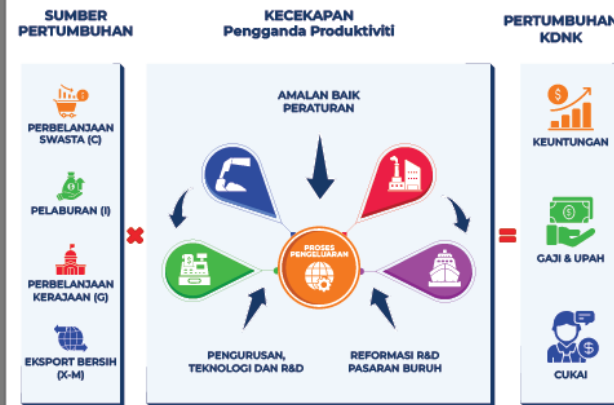 SUMBER
PERTUMBUHAN
PERBELANJAAN
SWASTA (C)
PELABURAN (I)
PERBELANJAAN
KERAJAAN (G)
EKSPORT BERSIH
(X-M)
KECEKAPAN
Pengganda Produktiviti
AMALAN BAIK
PERATURAN
PROSES
PENGELUARAN
PENGURUSAN,
TEKNOLOGI DAN R&D
REFORMASI R&D
PASARAN BURUH
PERTUMBUHAN
KDNK
KEUNTUNGAN
GAJI & UPAH
CUKAI